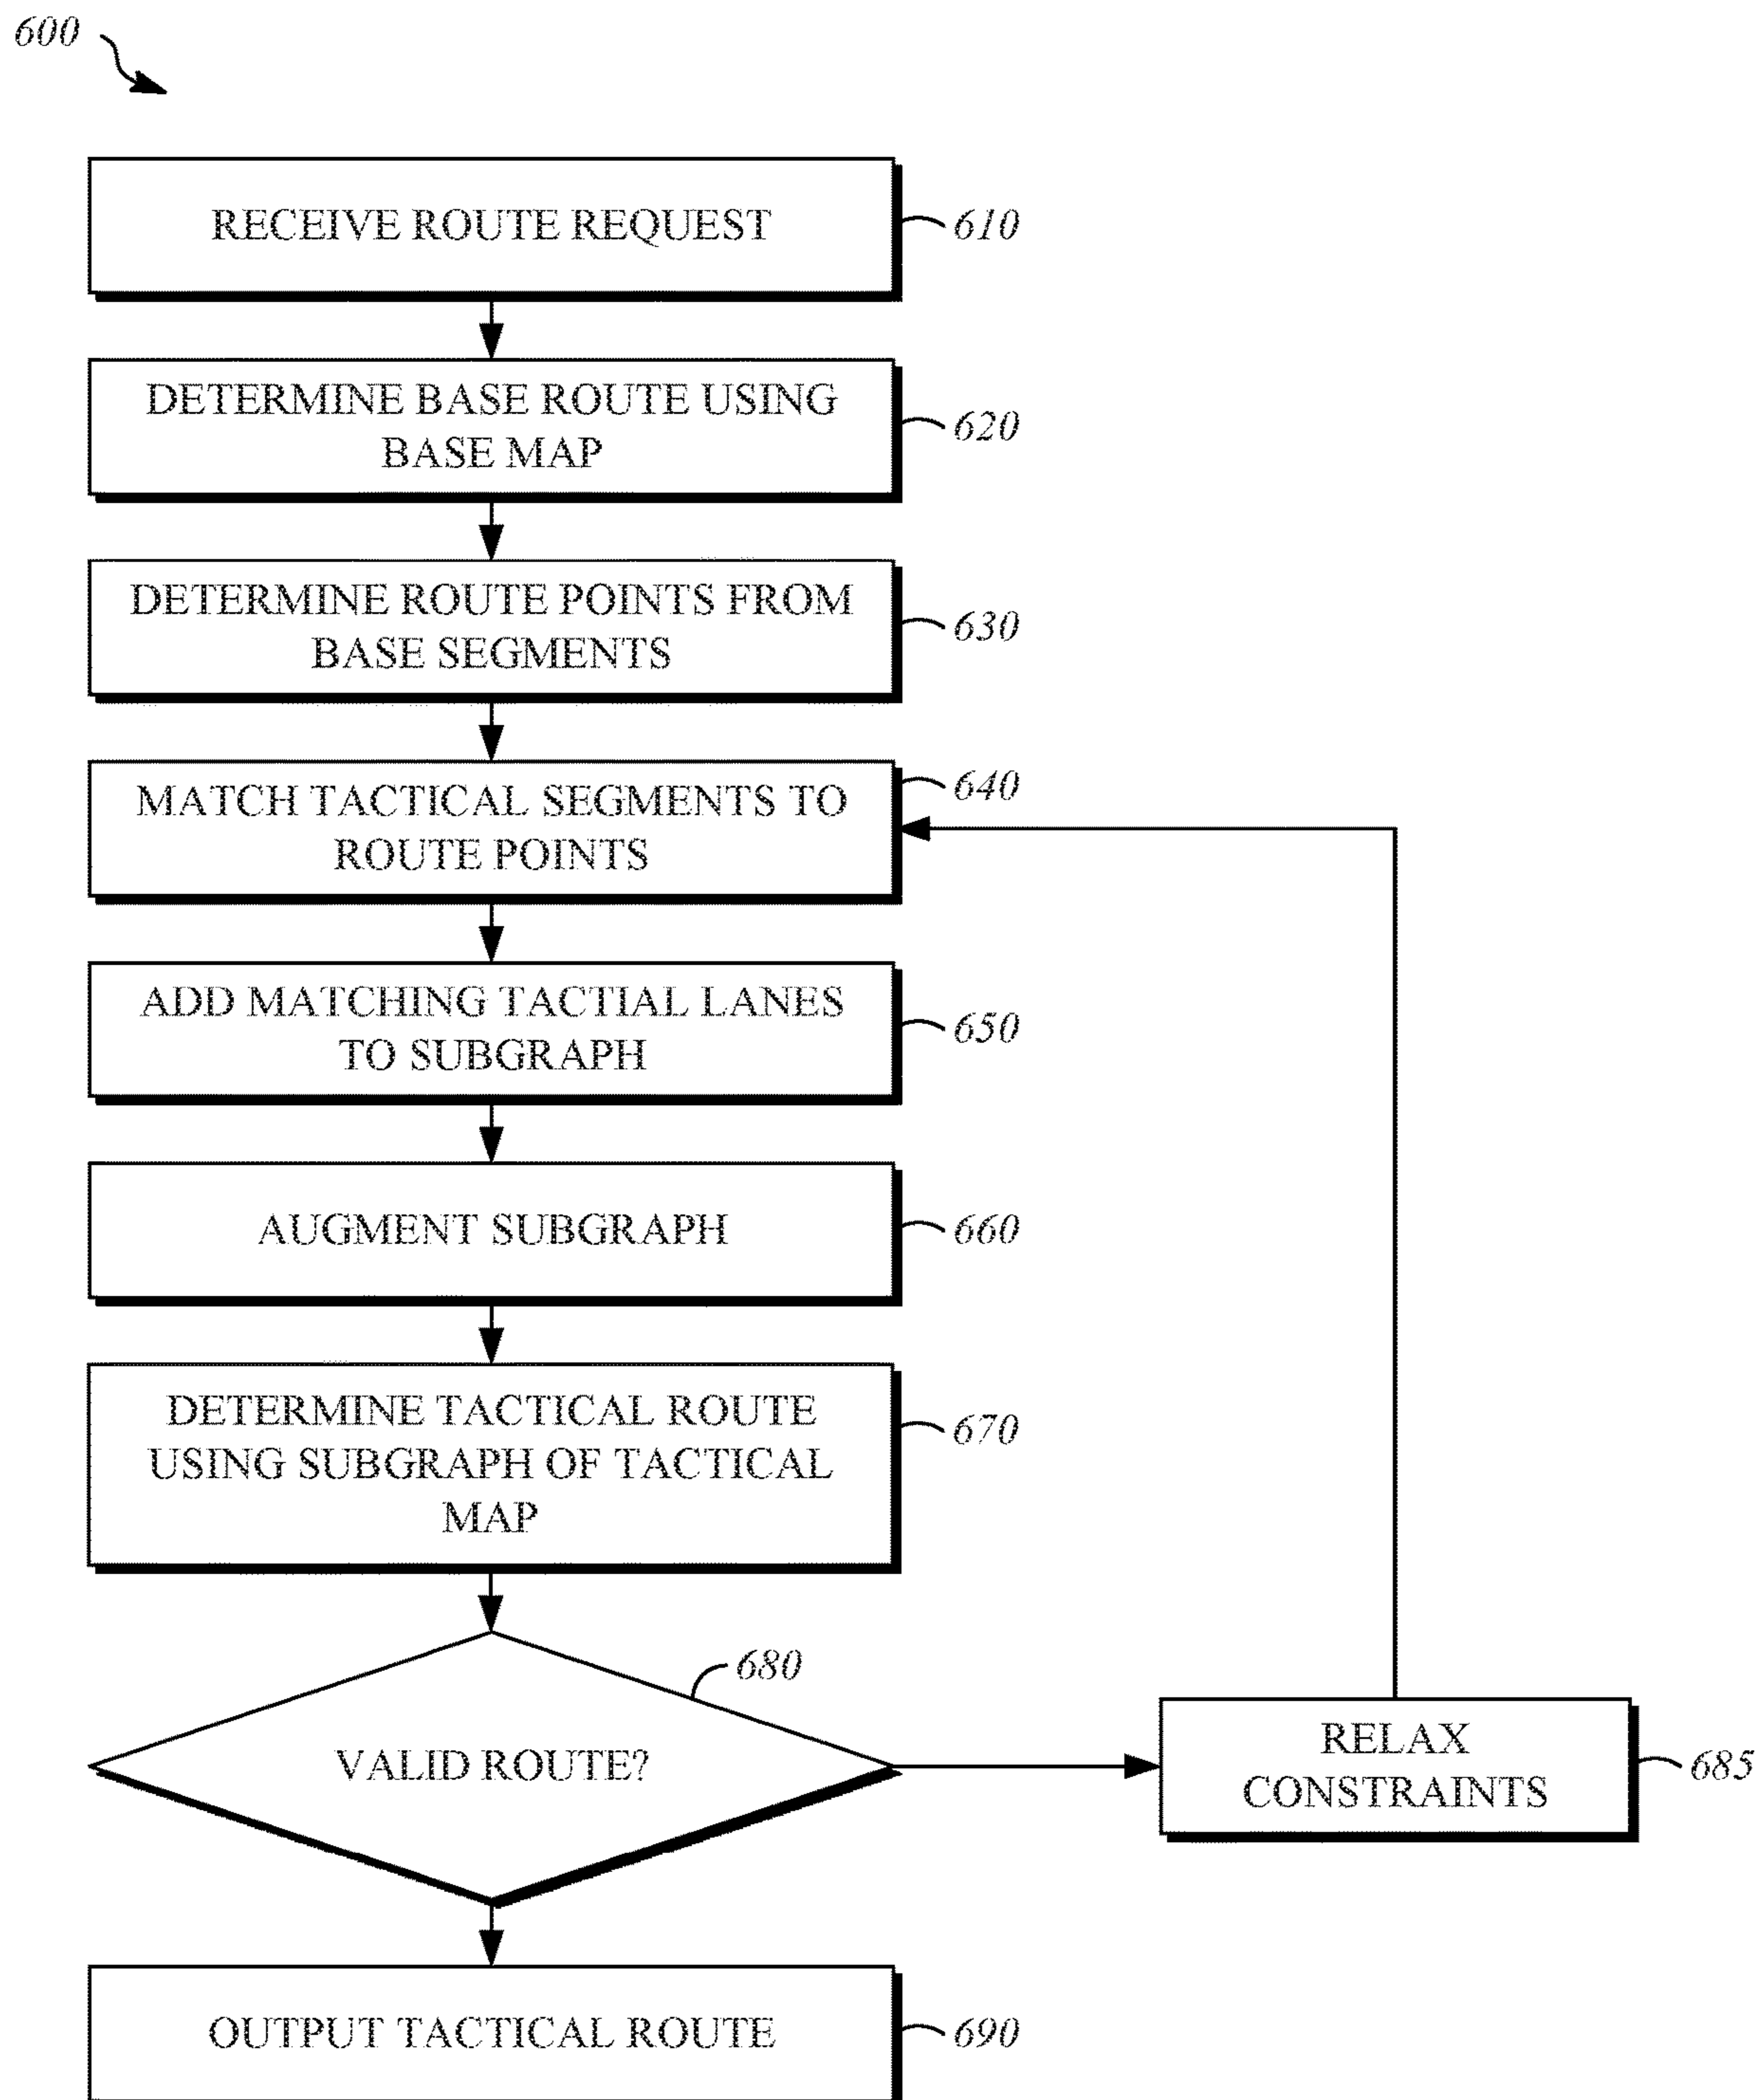 600
RECEIVE ROUTE REQUEST
610
DETERMINE BASE ROUTE USING
BASE MAP
620
DETERMINE ROUTE POINTS FROM
BASE SEGMENTS
630
MATCH TACTICAL SEGMENTS TO
ROUTE POINTS
640
ADD MATCHING TACTIAL LANES
TO SUBGRAPH
650
AUGMENT SUBGRAPH
660
DETERMINE TACTICAL ROUTE
USING SUBGRAPH OF TACTICAL
MAP
670
VALID ROUTE?
680
RELAX
CONSTRAINTS
685
OUTPUT TACTICAL ROUTE
690